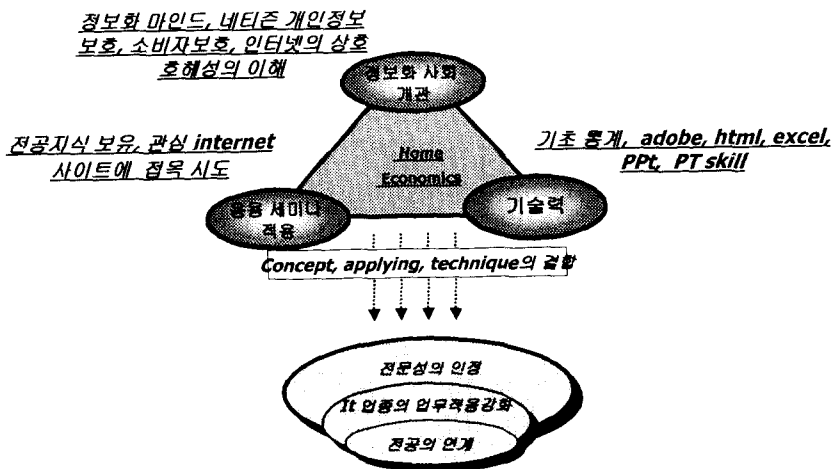 정보화 마인드, 네티즌 개인정보
보호, 소비자보호, 인터넷의 상호
호혜성의 이해
정보화 사회
개관
전공지식 보유, 관심 internet
사이트에 접목 시도
Home
Economics
기초 통계, adobe, html, excel,
PPt, PT skill
응용 세미나
적용
기술력
Concept, applying, technique의 결합
전문성의 인정
It 업종의 업무적응강화
전공의 연계